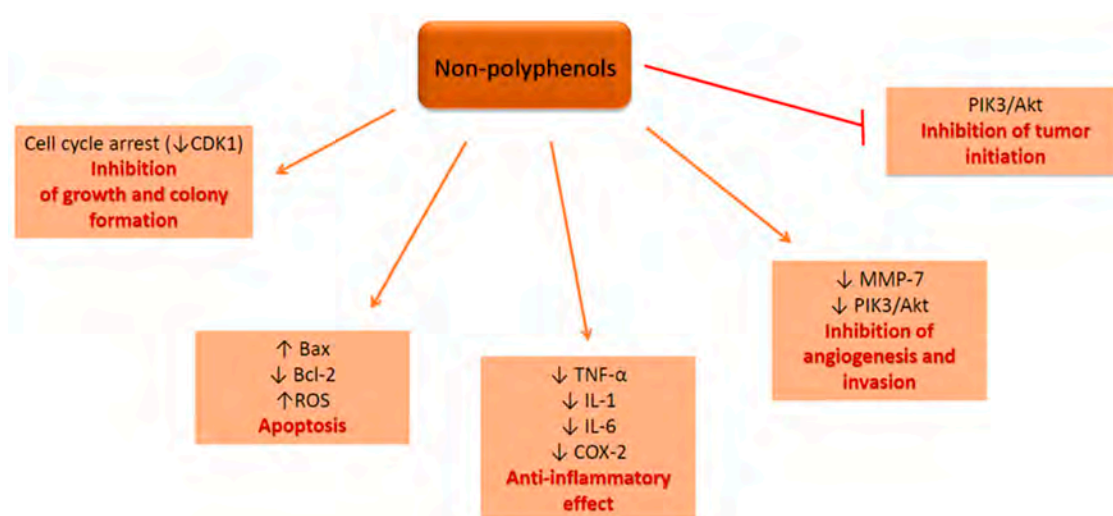 Non-polyphenols
PIK3/Akt
Inhibition of tumor
initiation
Cell cycle arrest (↓CDK1)
Inhibition
of growth and colony
formation
↓ MMP-7
↓ PIK3/Akt
Inhibition of
angiogenesis and
invasion
↑ Bax
↓ Bcl-2
↑ROS
Apoptosis
↓ TNF-α
↓ IL-1
↓ IL-6
↓ COX-2
Anti-inflammatory
effect